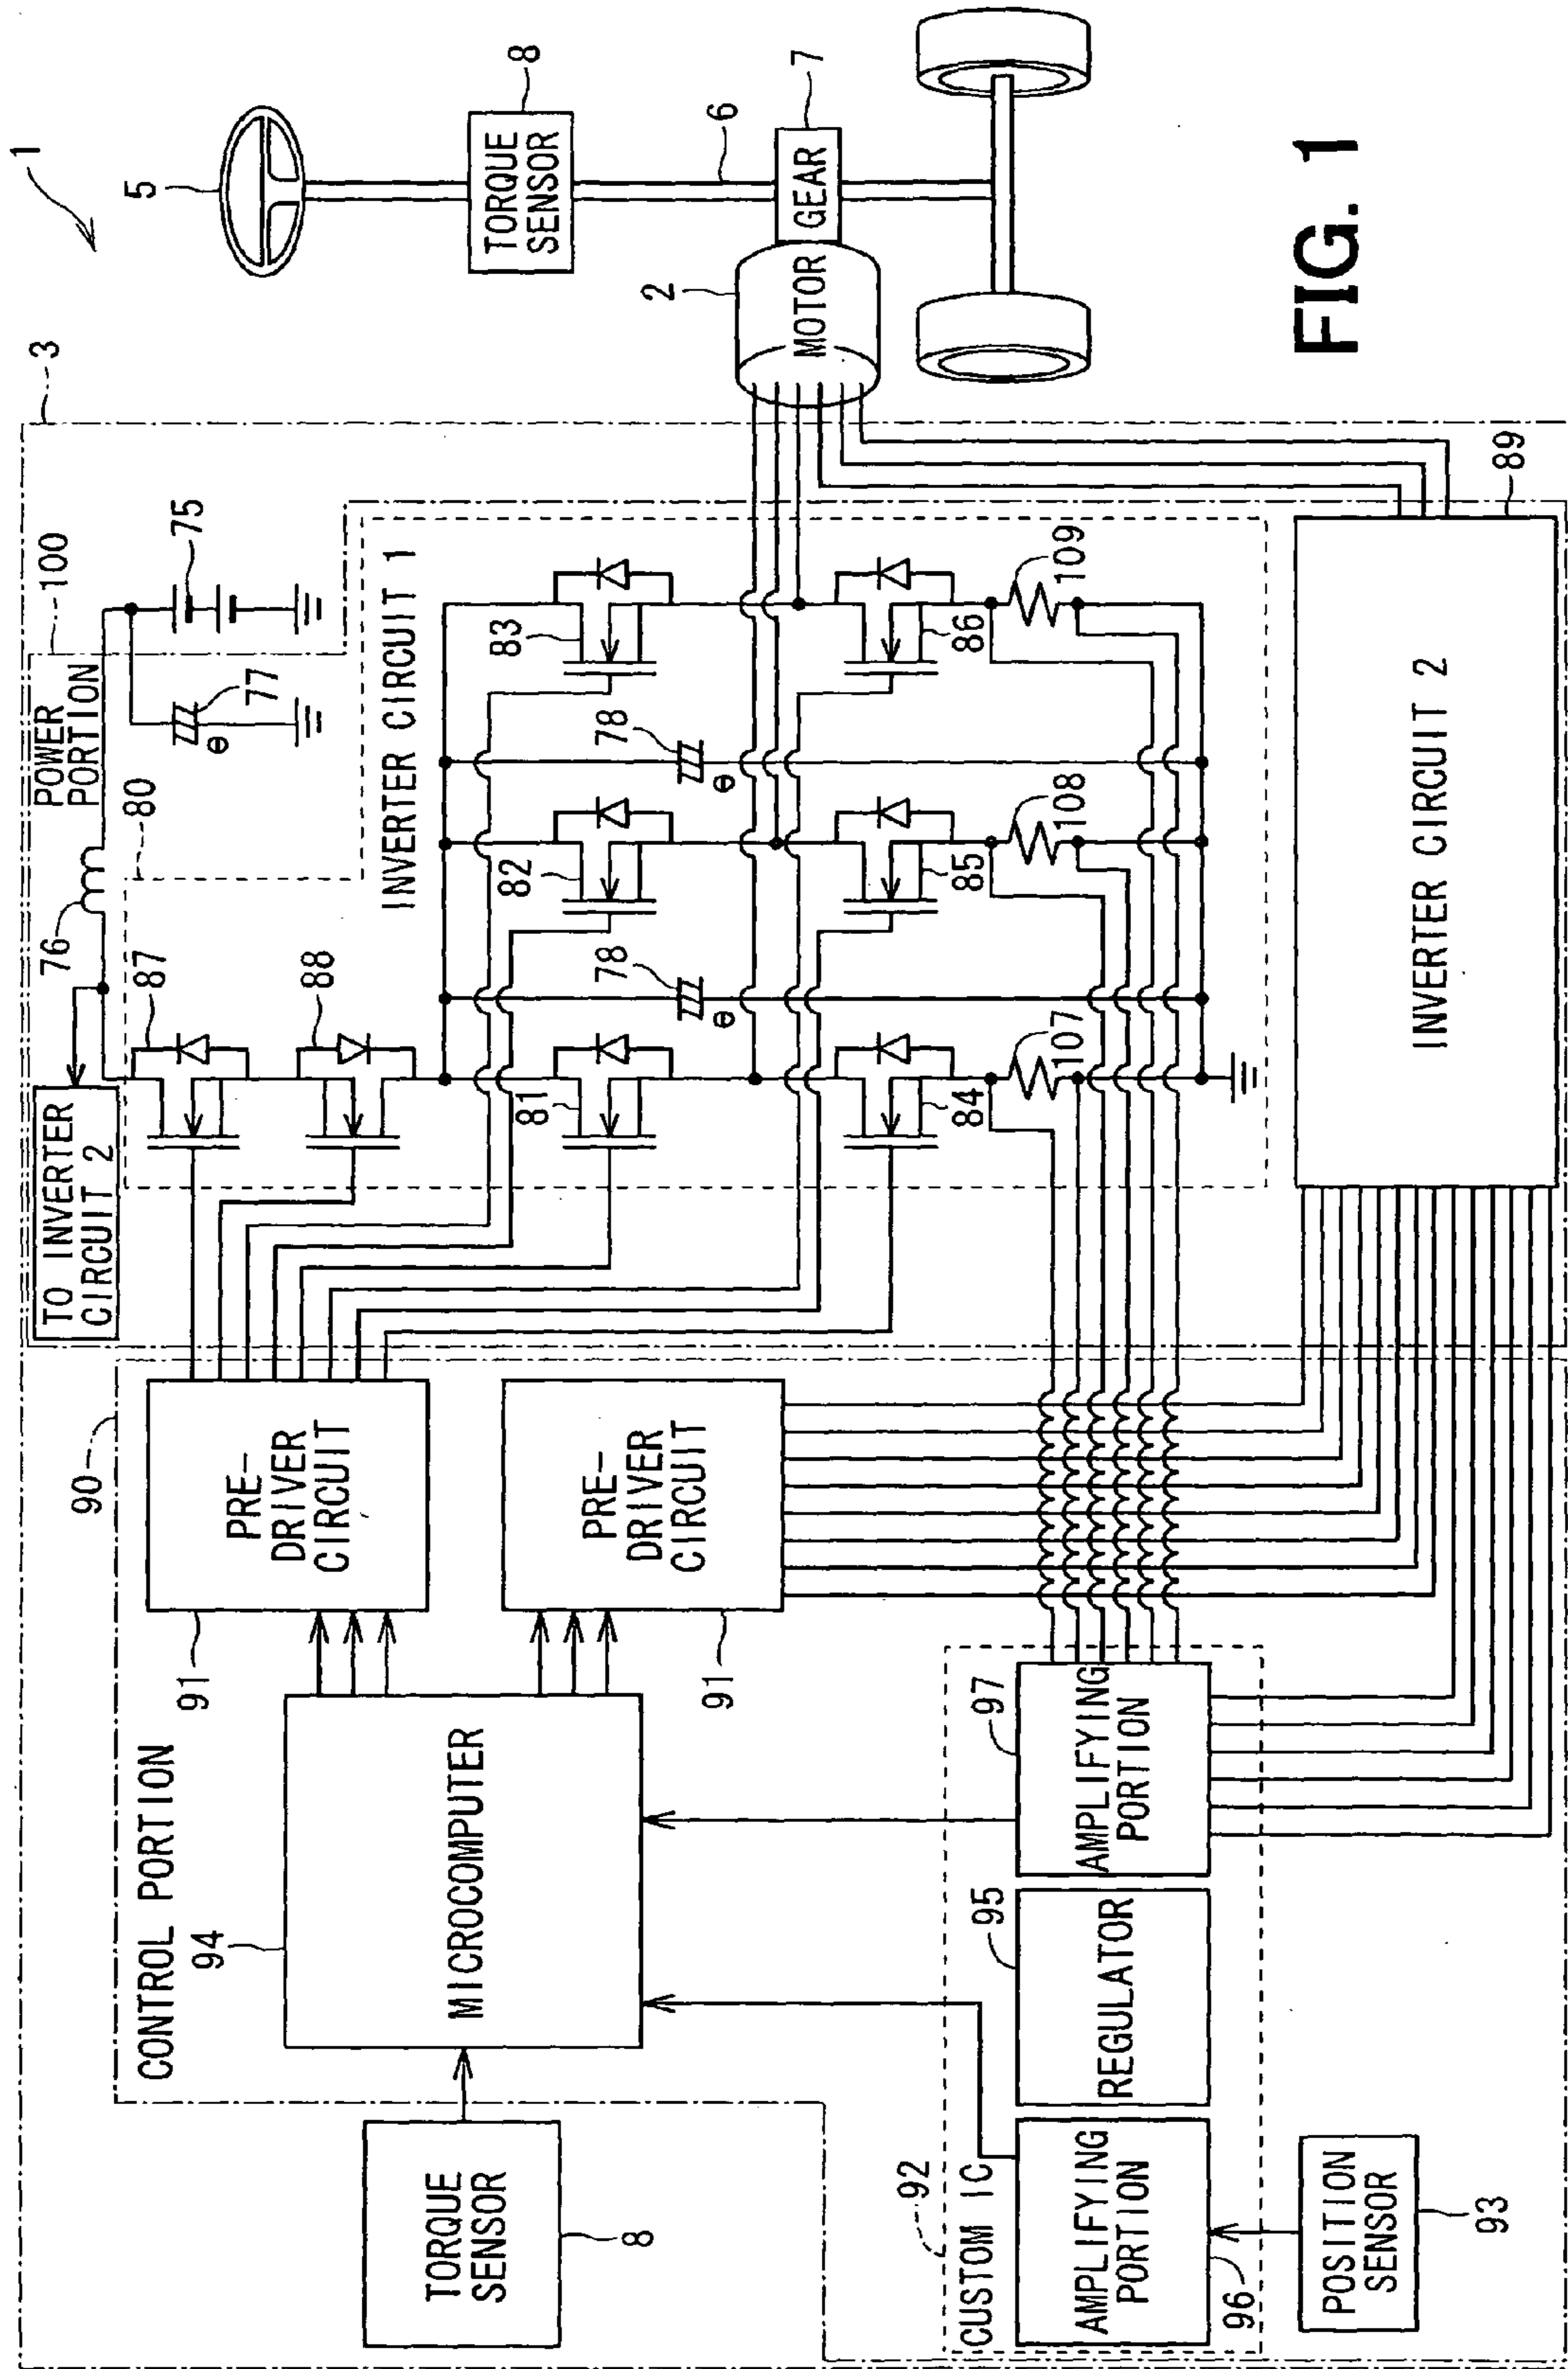 1
5
8
TORQUE
SENSOR
6
7
GEAR
2
MOTOR
FIG. 1
3
100
POWER
PORTION
75
77
⊖
76
80
TO INVERTER
CIRCUIT 2
87
88
INVERTER CIRCUIT 1
81
82
83
78
⊖
78
⊖
84
85
86
107
108
109
INVERTER CIRCUIT 2
89
90
CONTROL PORTION
PRE-
DRIVER
CIRCUIT
91
PRE-
DRIVER
CIRCUIT
91
94
MICROCOMPUTER
TORQUE
SENSOR
8
92
CUSTOM IC
97
AMPLIFYING
PORTION
95
REGULATOR
AMPLIFYING
PORTION
96
POSITION
SENSOR
93